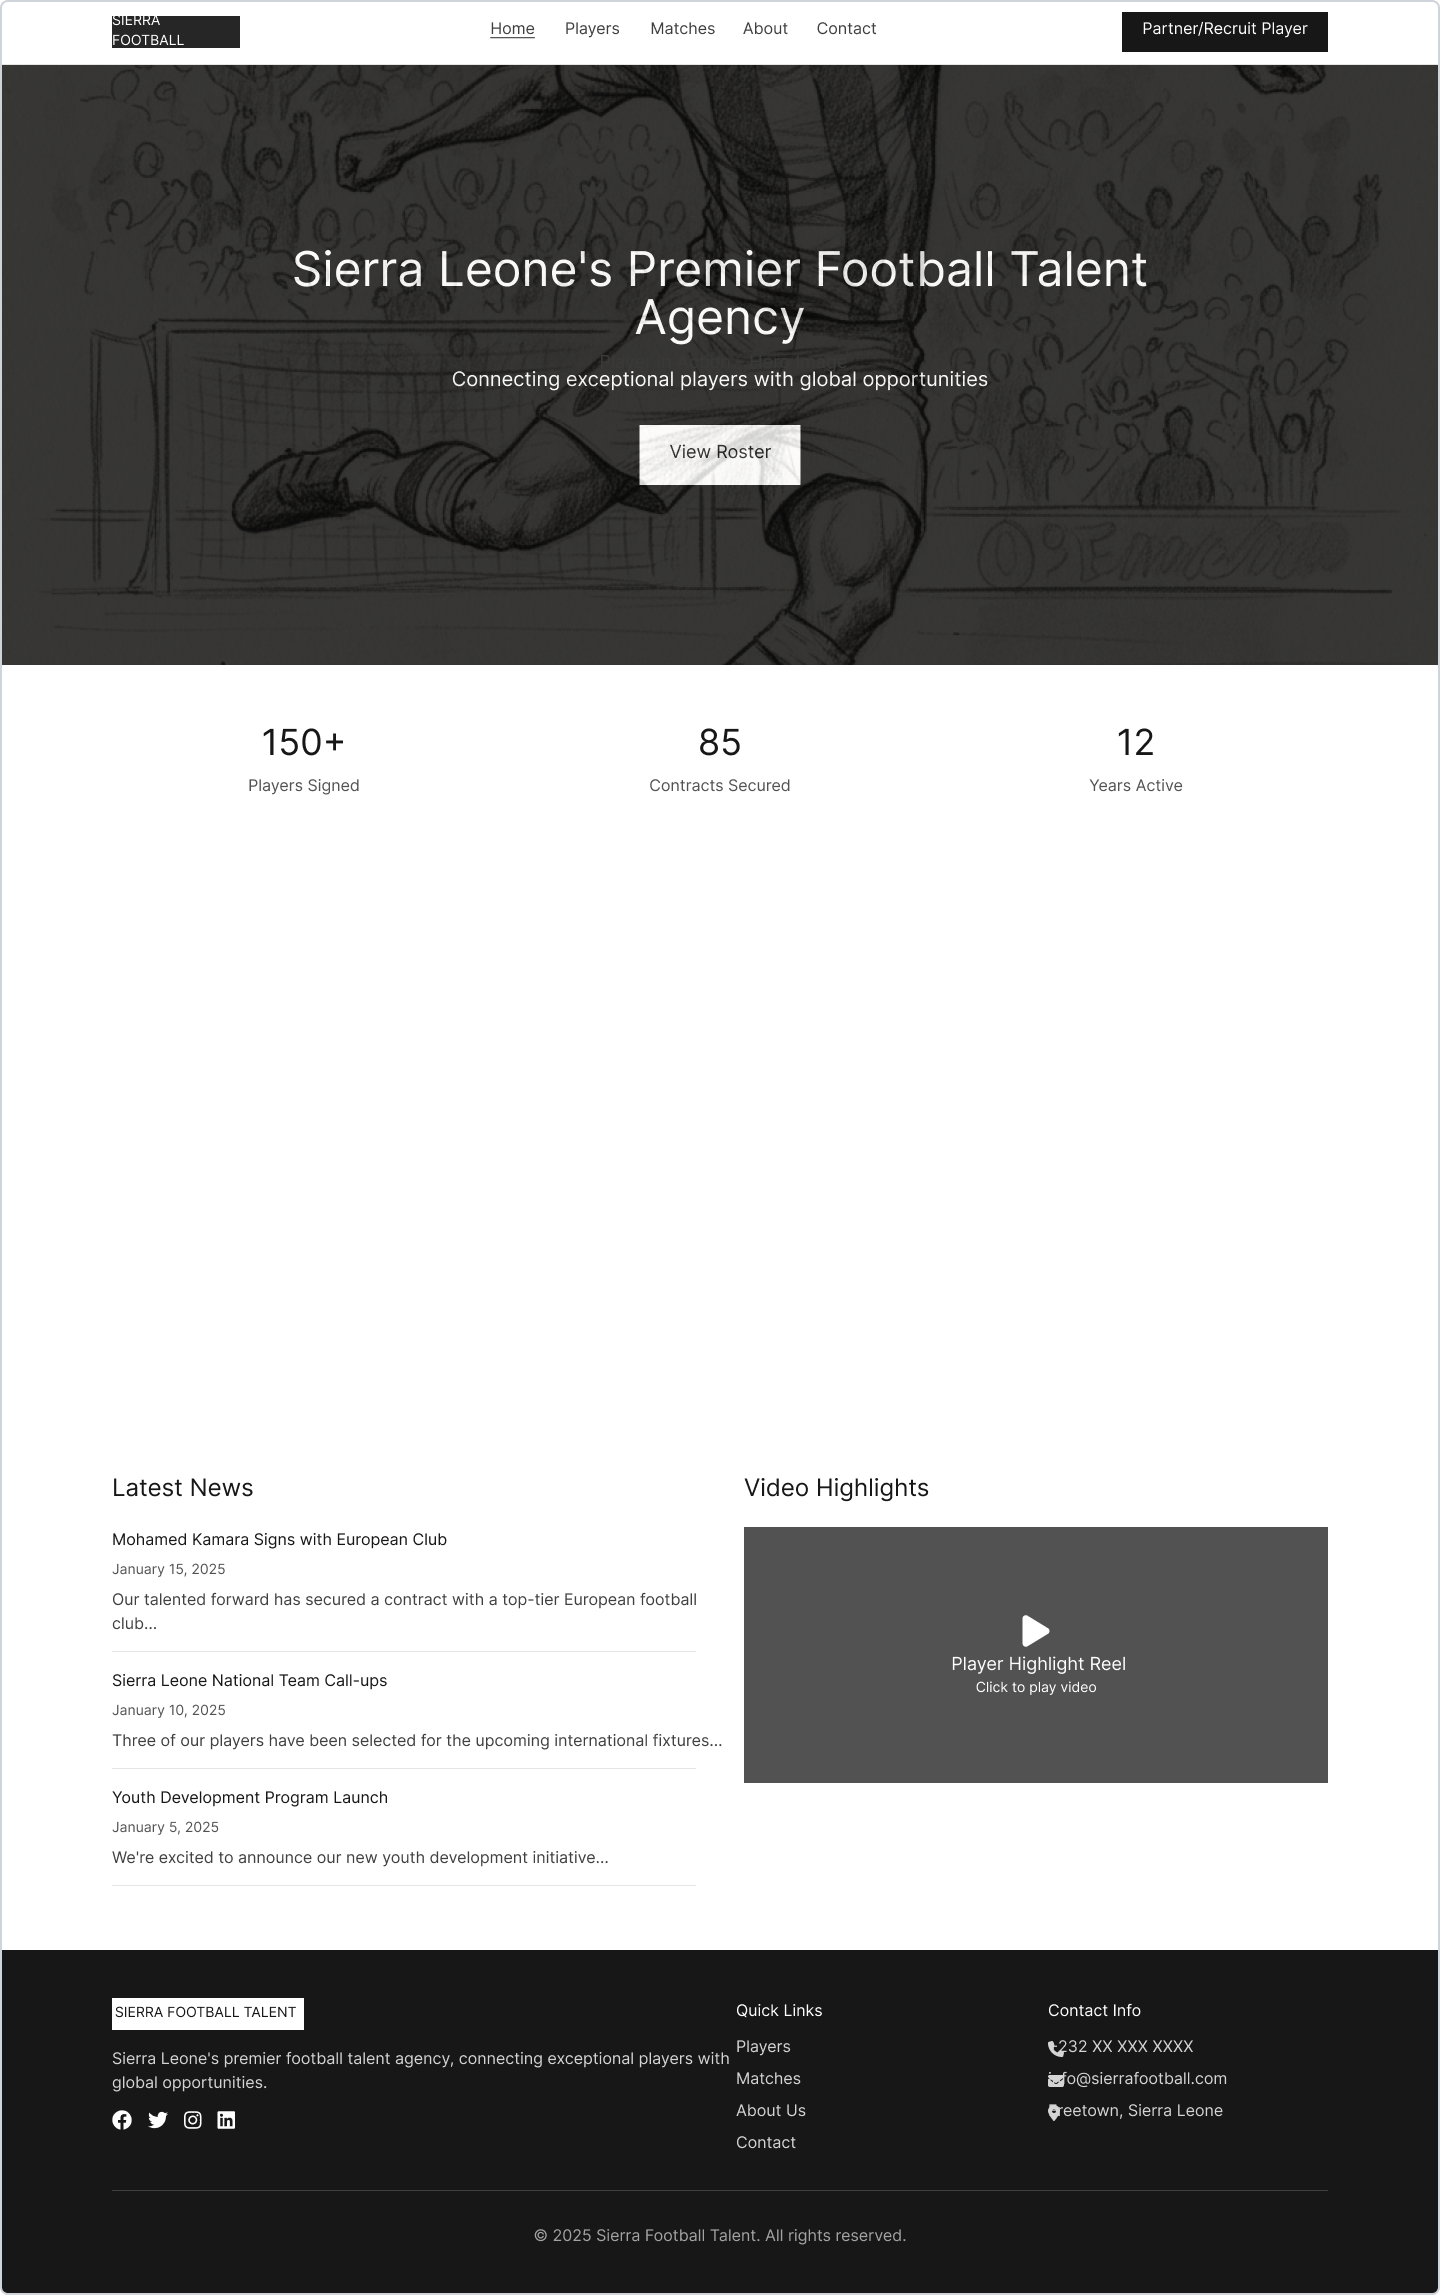 SIERRA
FOOTBALL
Home
Players
Matches
About
Contact
Partner/Recruit Player
Sierra Leone's Premier Football Talent
Agency
Connecting exceptional players with global opportunities
View Roster
150+
Players Signed
85
Contracts Secured
12
Years Active
Latest News
Mohamed Kamara Signs with European Club
January 15, 2025
Our talented forward has secured a contract with a top-tier European football
club...
Sierra Leone National Team Call-ups
January 10, 2025
Three of our players have been selected for the upcoming international fixtures...
Youth Development Program Launch
January 5, 2025
We're excited to announce our new youth development initiative...
Video Highlights
Player Highlight Reel
Click to play video
SIERRA FOOTBALL TALENT
Sierra Leone's premier football talent agency, connecting exceptional players with
global opportunities.
Quick Links
Players
Matches
About Us
Contact
Contact Info
232 XX XXX XXXX
info@sierrafootball.com
Freetown, Sierra Leone
© 2025 Sierra Football Talent. All rights reserved.